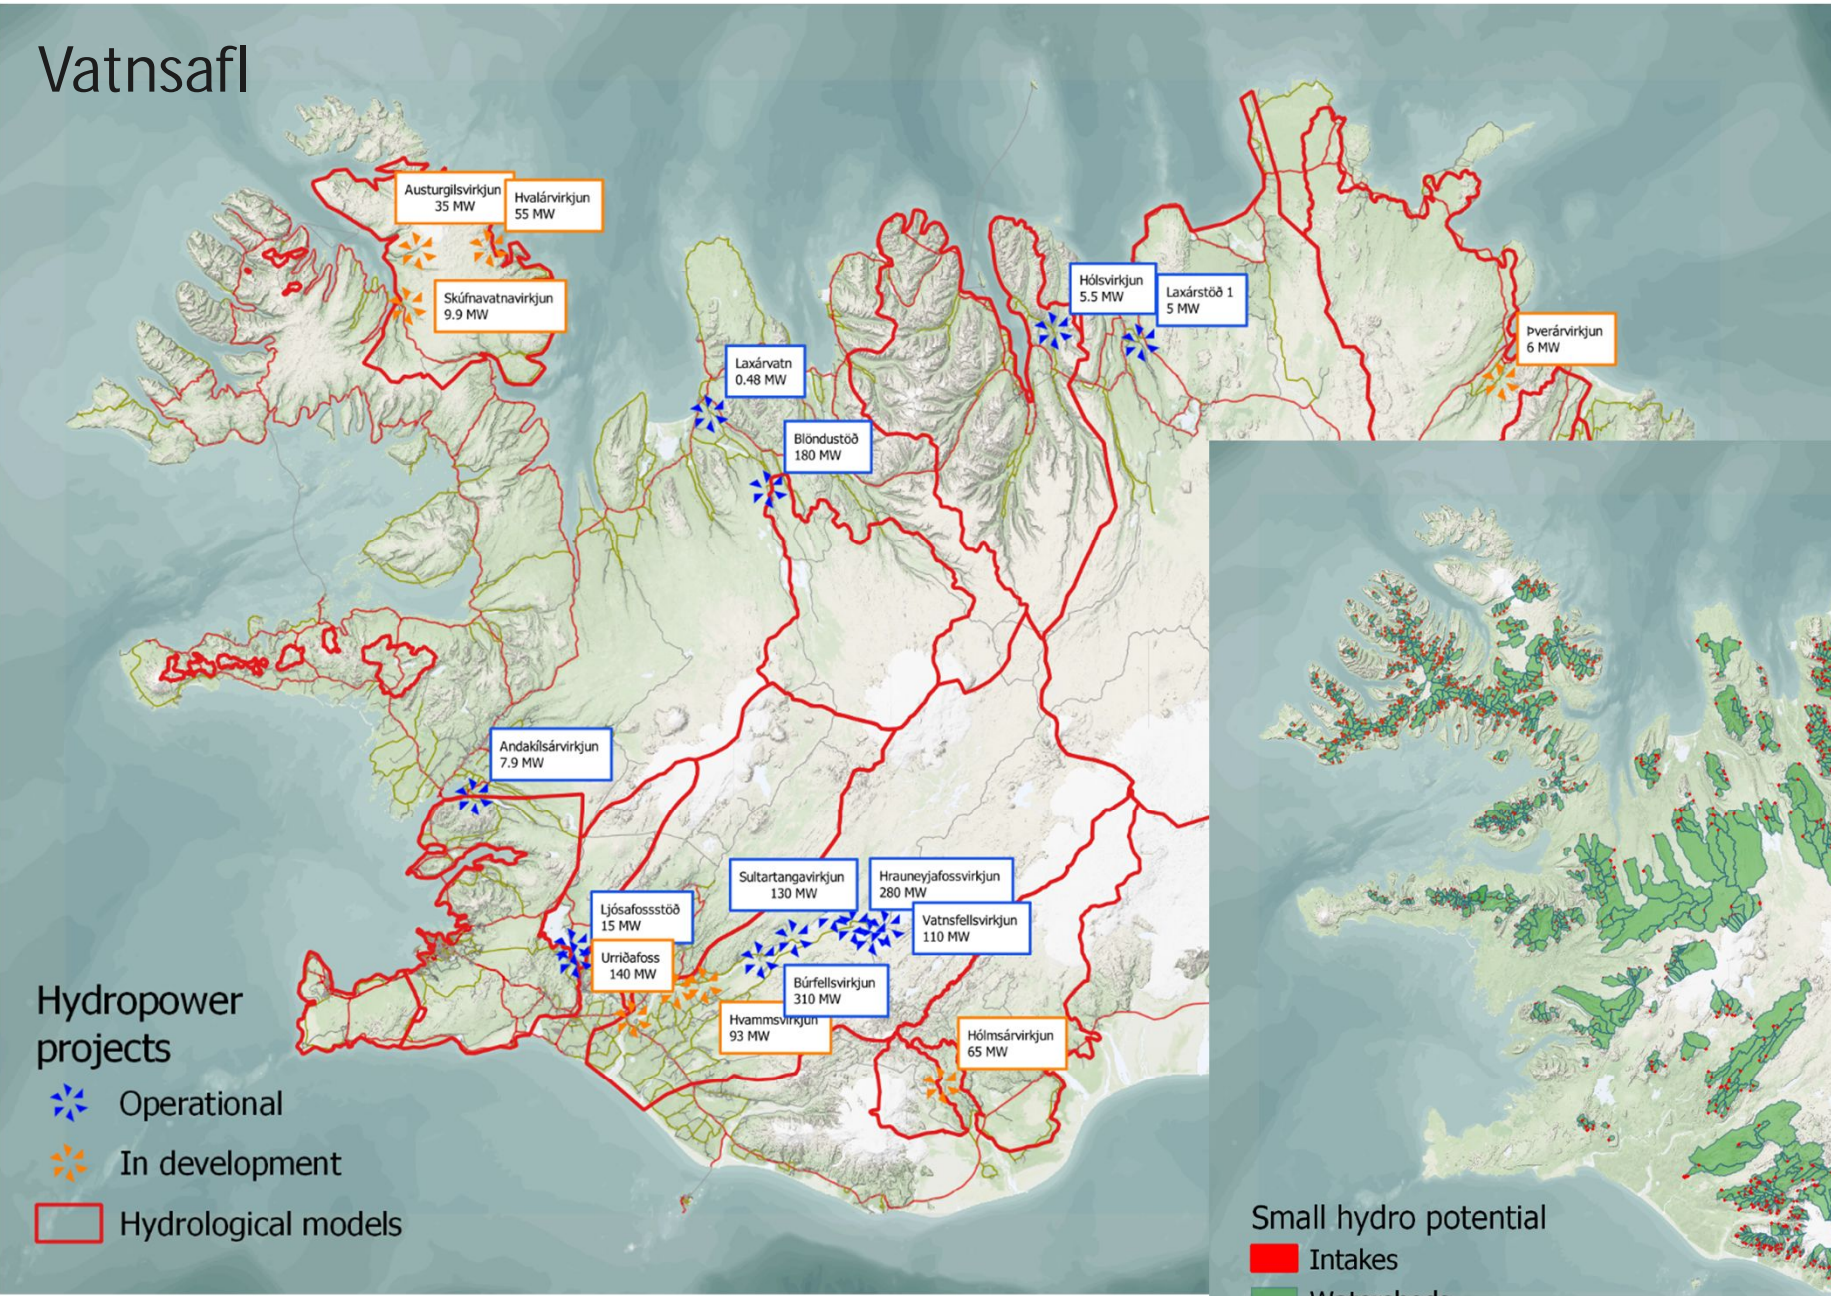 Vatnsafl
Austurgilsvirkjun
35 MW
Hvalárvirkjun
55 MW
Skúfnavatnavirkjun
9.9 MW
Hólsvirkjun
5.5 MW
Laxárstöð 1
5 MW
Þverárvirkjun
6 MW
Laxárvatn
0.48 MW
Blöndustöð
180 MW
Andakílsárvirkjun
7.9 MW
Sultartangavirkjun
130 MW
Hrauneyjafossvirkjun
280 MW
Ljósafossstöð
15 MW
Vatnsfellsvirkjun
110 MW
Urriðafoss
140 MW
Búrfellsvirkjun
310 MW
Hvammsvirkjun
93 MW
Hólmsárvirkjun
65 MW
Hydropower
projects
Operational
In development
Hydrological models
Small hydro potential
Intakes